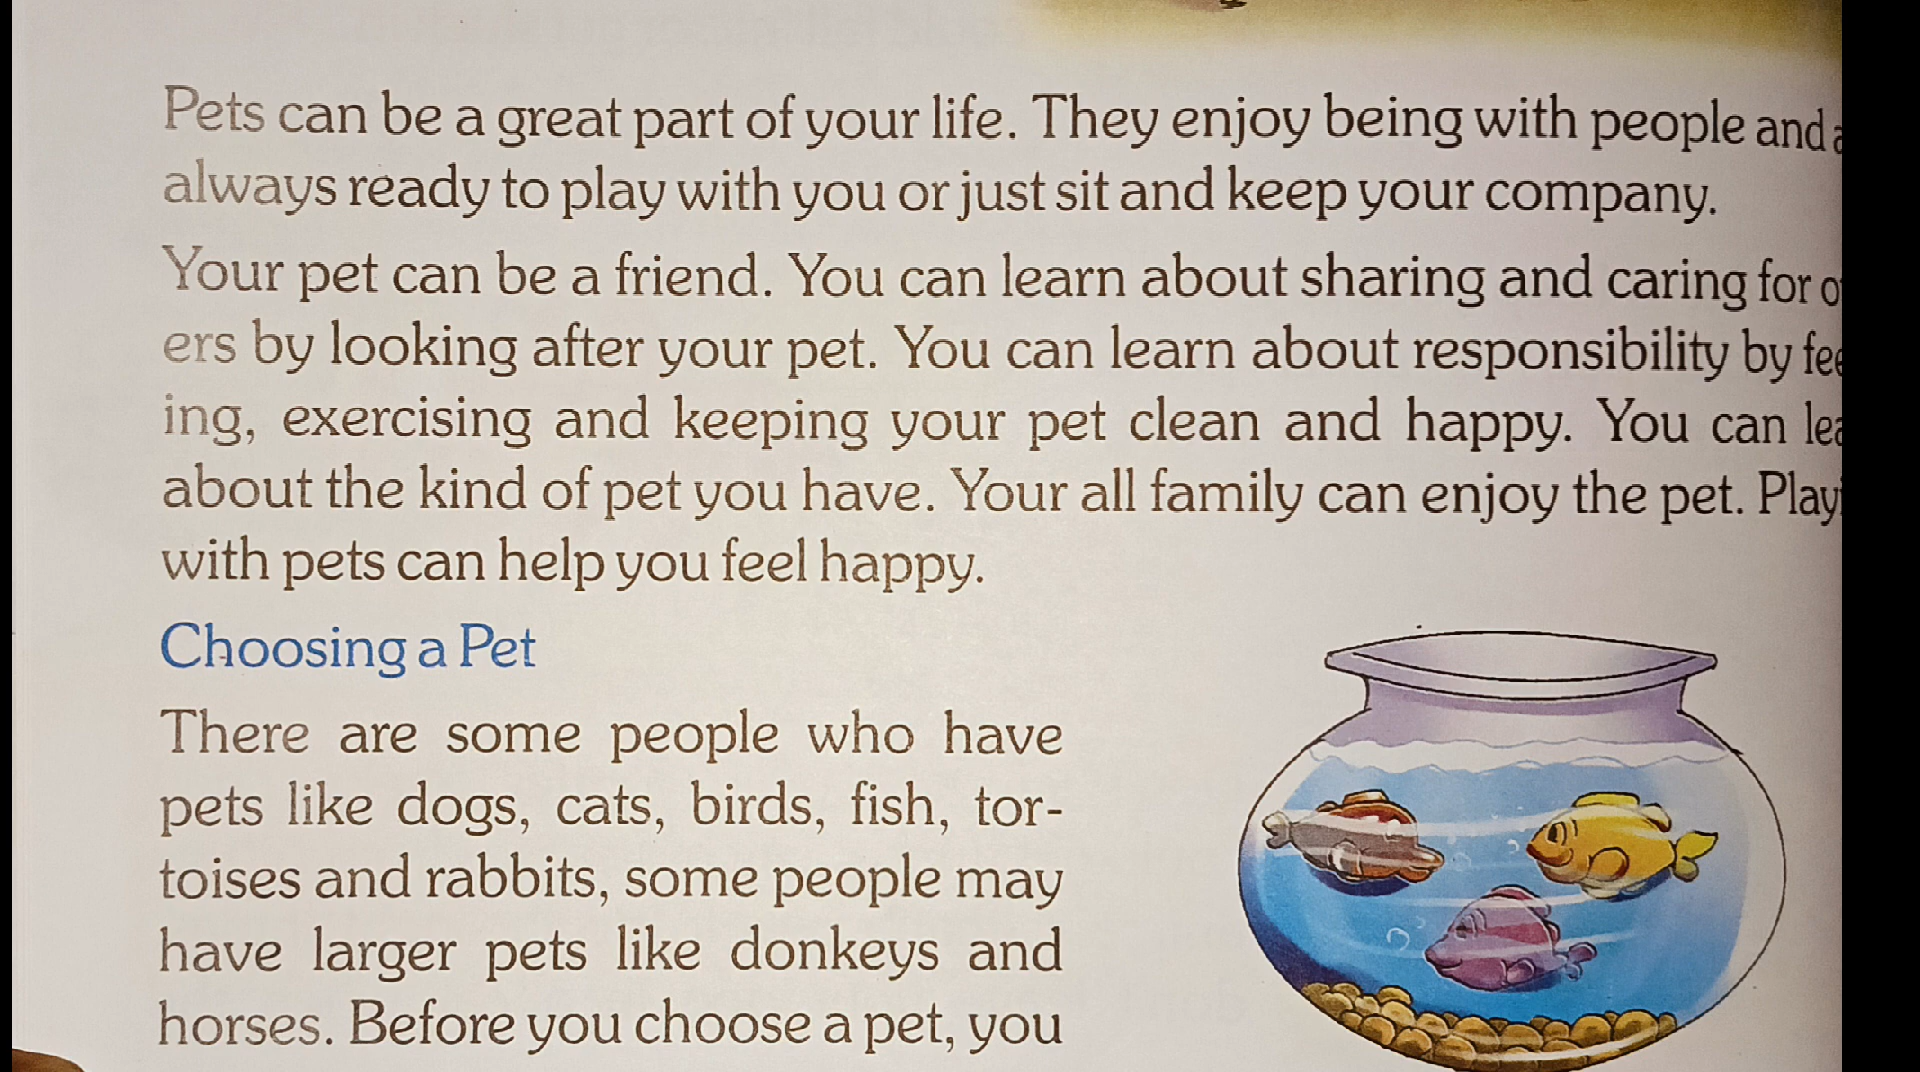 Pets can be a great part of your life. They enjoy being with people and
always ready to play with you or just sit and keep your company.
Your pet can be a friend. You can learn about sharing and caring for
ers by looking after your pet. You can learn about responsibility by
ing, exercising and keeping your pet clean and happy. You can
about the kind of pet you have. Your all family can enjoy the pet.
with pets can help you feel happy.
Choosing a Pet
There are some people who have
pets like dogs, cats, birds, fish, tor-
toises and rabbits, some people may
have larger pets like donkeys and
horses. Before you choose a pet, you